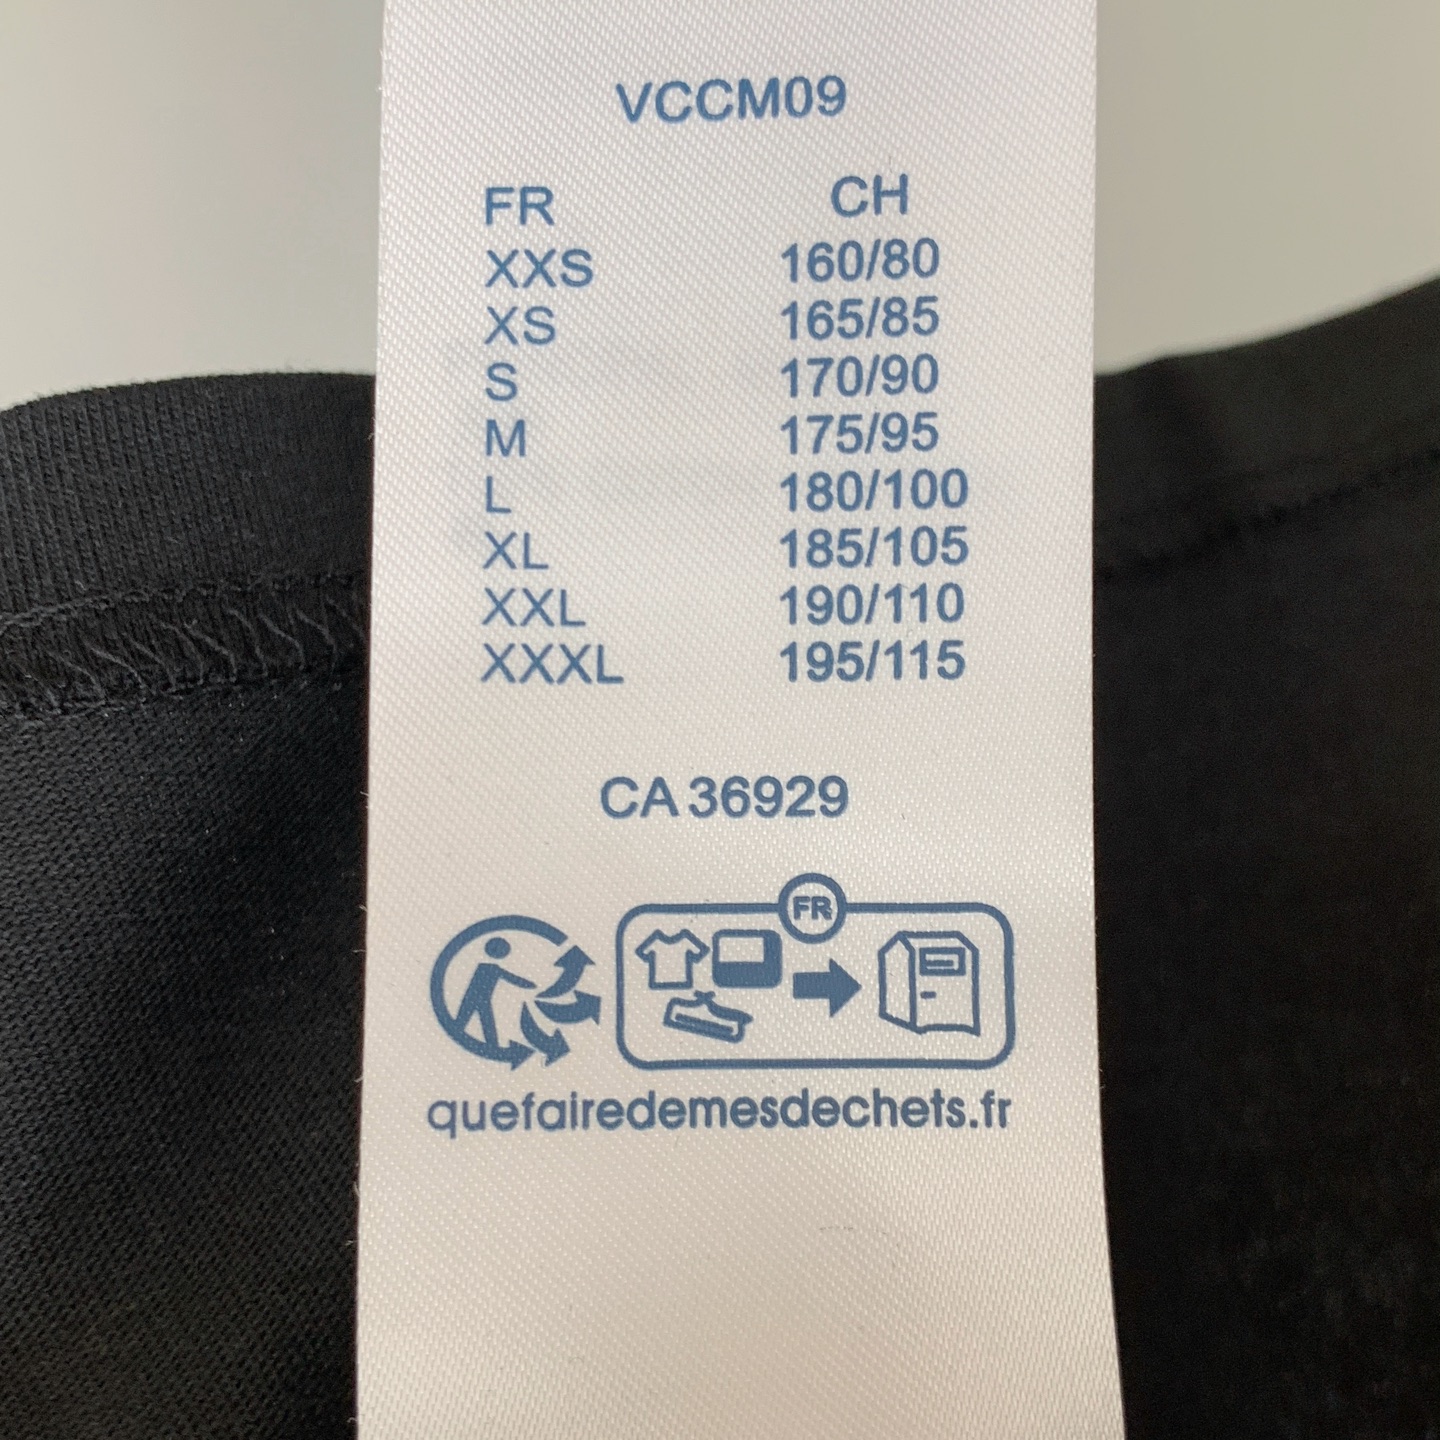 VCCM09
FR CH
XXS 160/80
XS 165/85
S 170/90
M 175/95
L 180/100
XL 185/105
XXL 190/110
XXXL 195/115
CA 36929
FR
quefairedemesdechets.fr